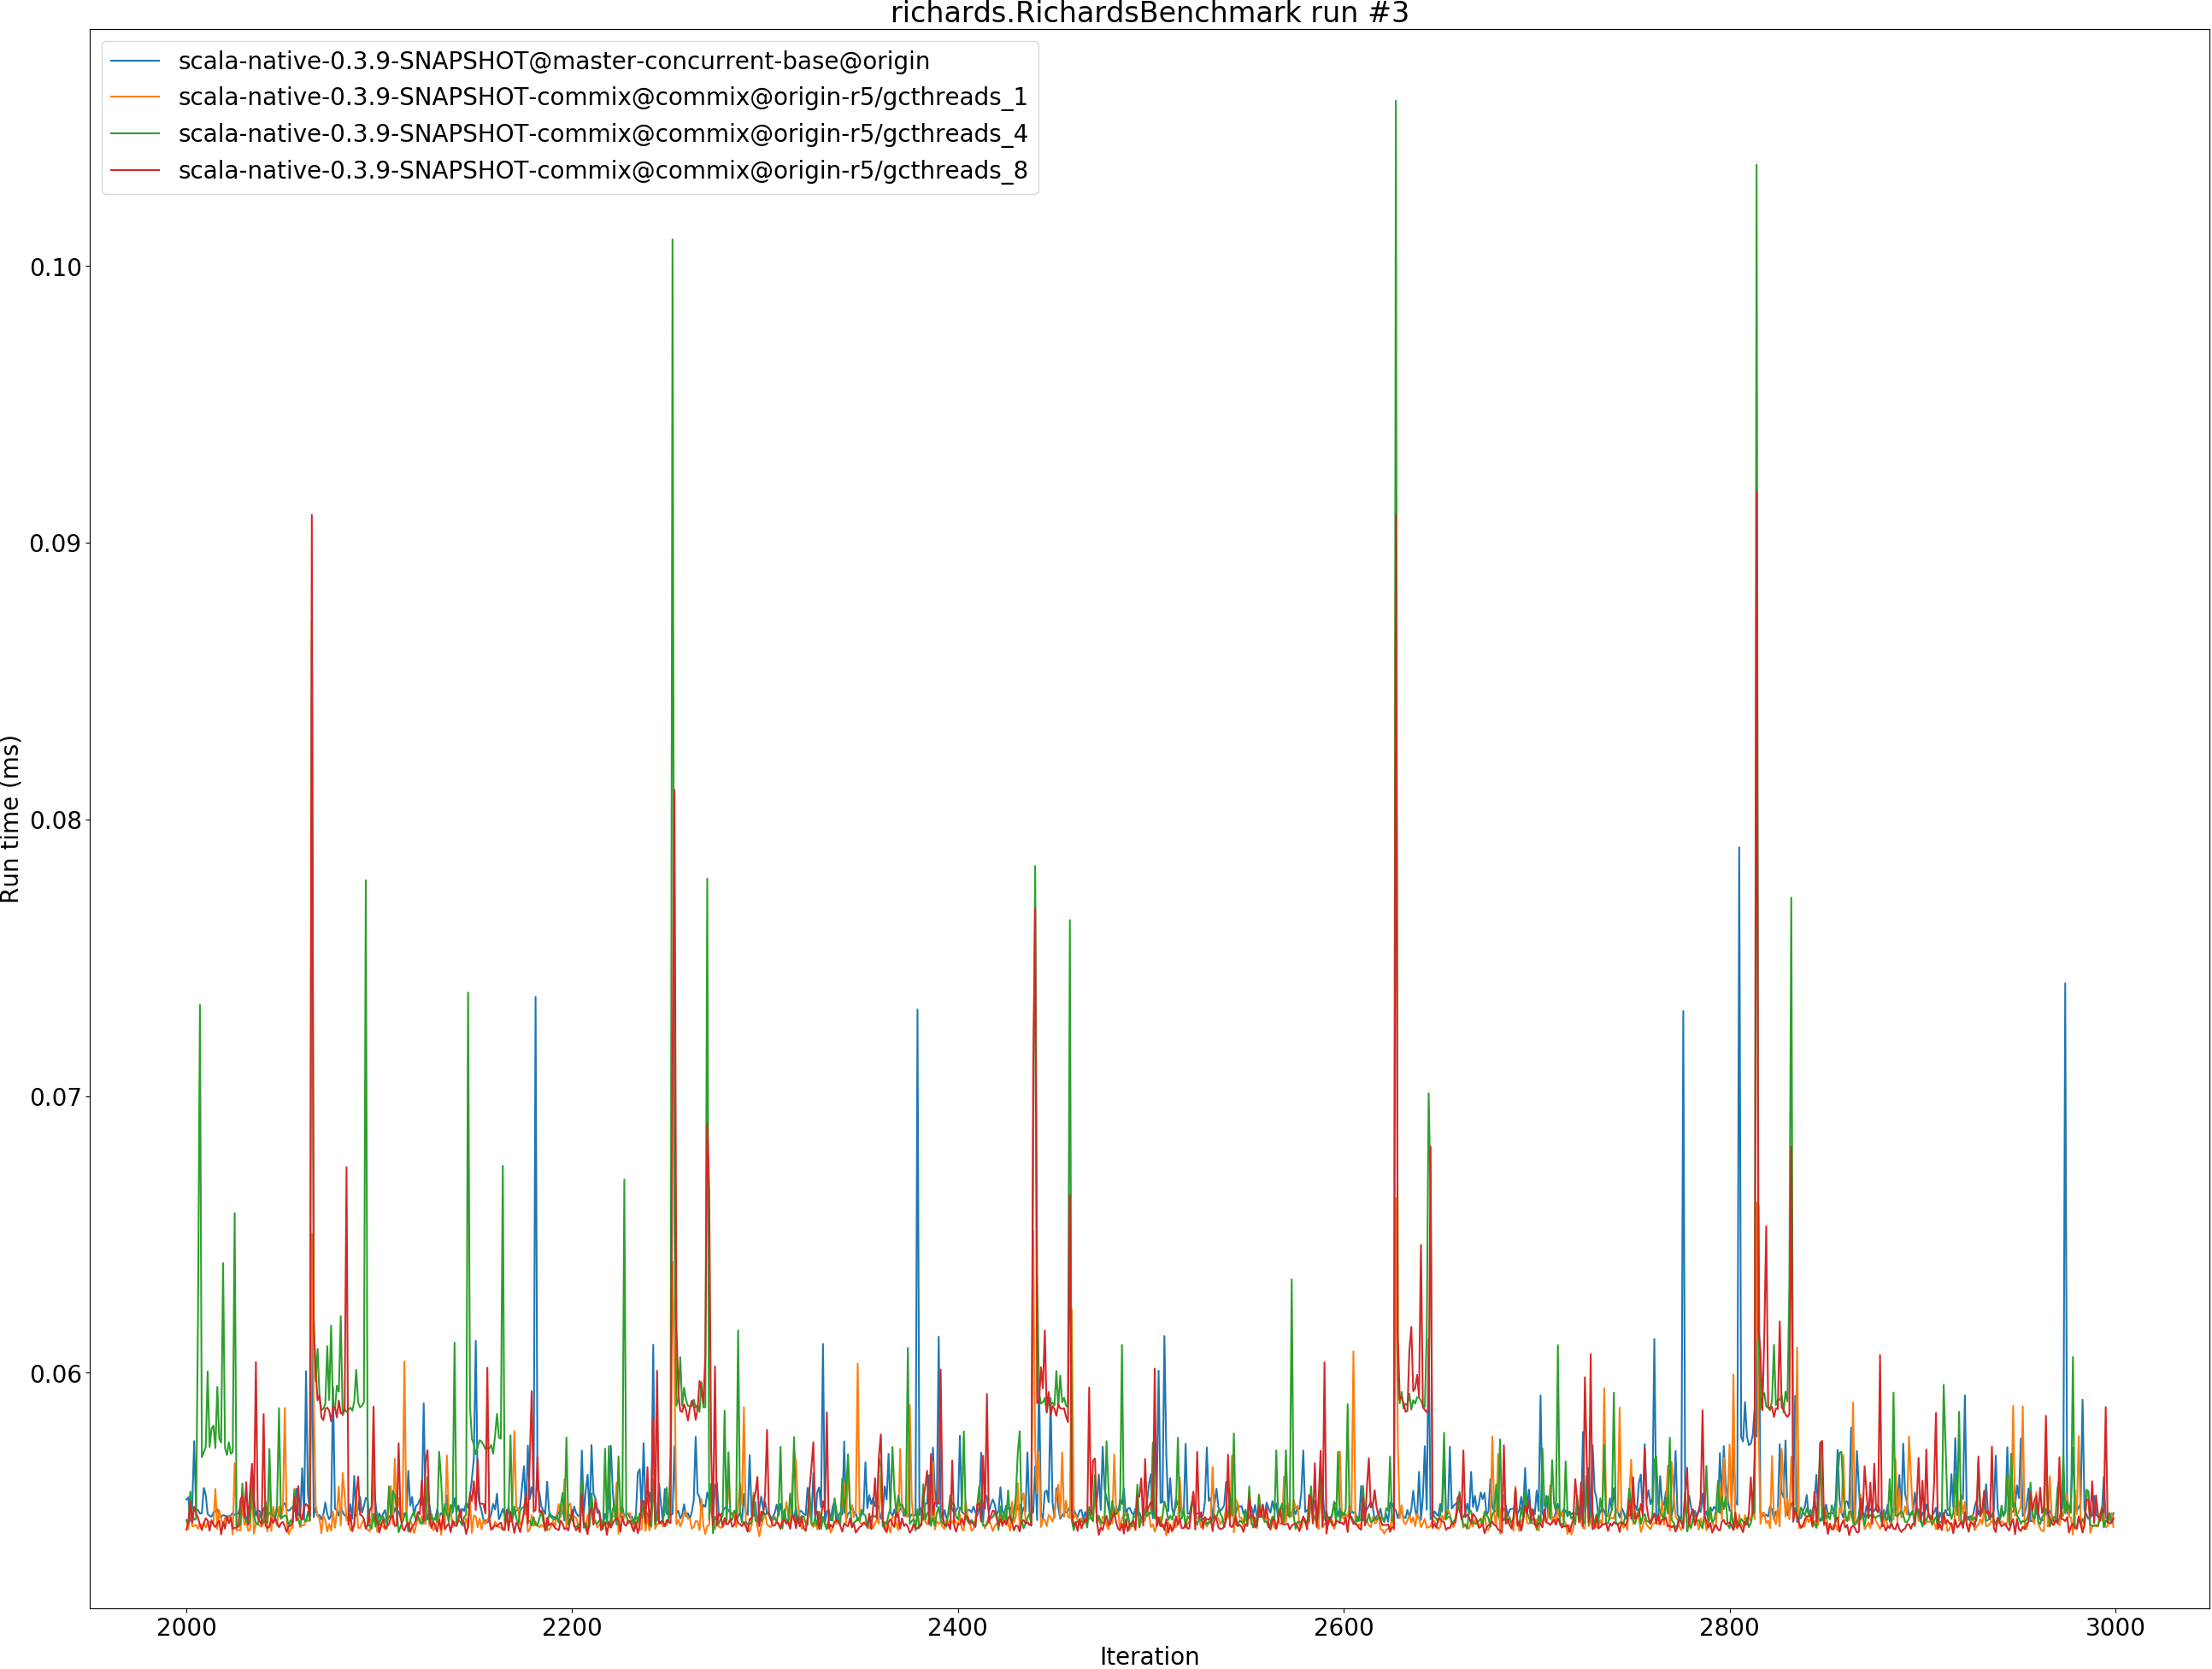 richards.RichardsBenchmark run #3
scala-native-0.3.9-SNAPSHOT@master-concurrent-base@origin
scala-native-0.3.9-SNAPSHOT-commix@commix@origin-r5/gcthreads_1
scala-native-0.3.9-SNAPSHOT-commix@commix@origin-r5/gcthreads_4
scala-native-0.3.9-SNAPSHOT-commix@commix@origin-r5/gcthreads_8
0.10
0.09
0.08
0.07
0.06
Run time (ms)
2000 2200 2400 2600 2800 3000
Iteration